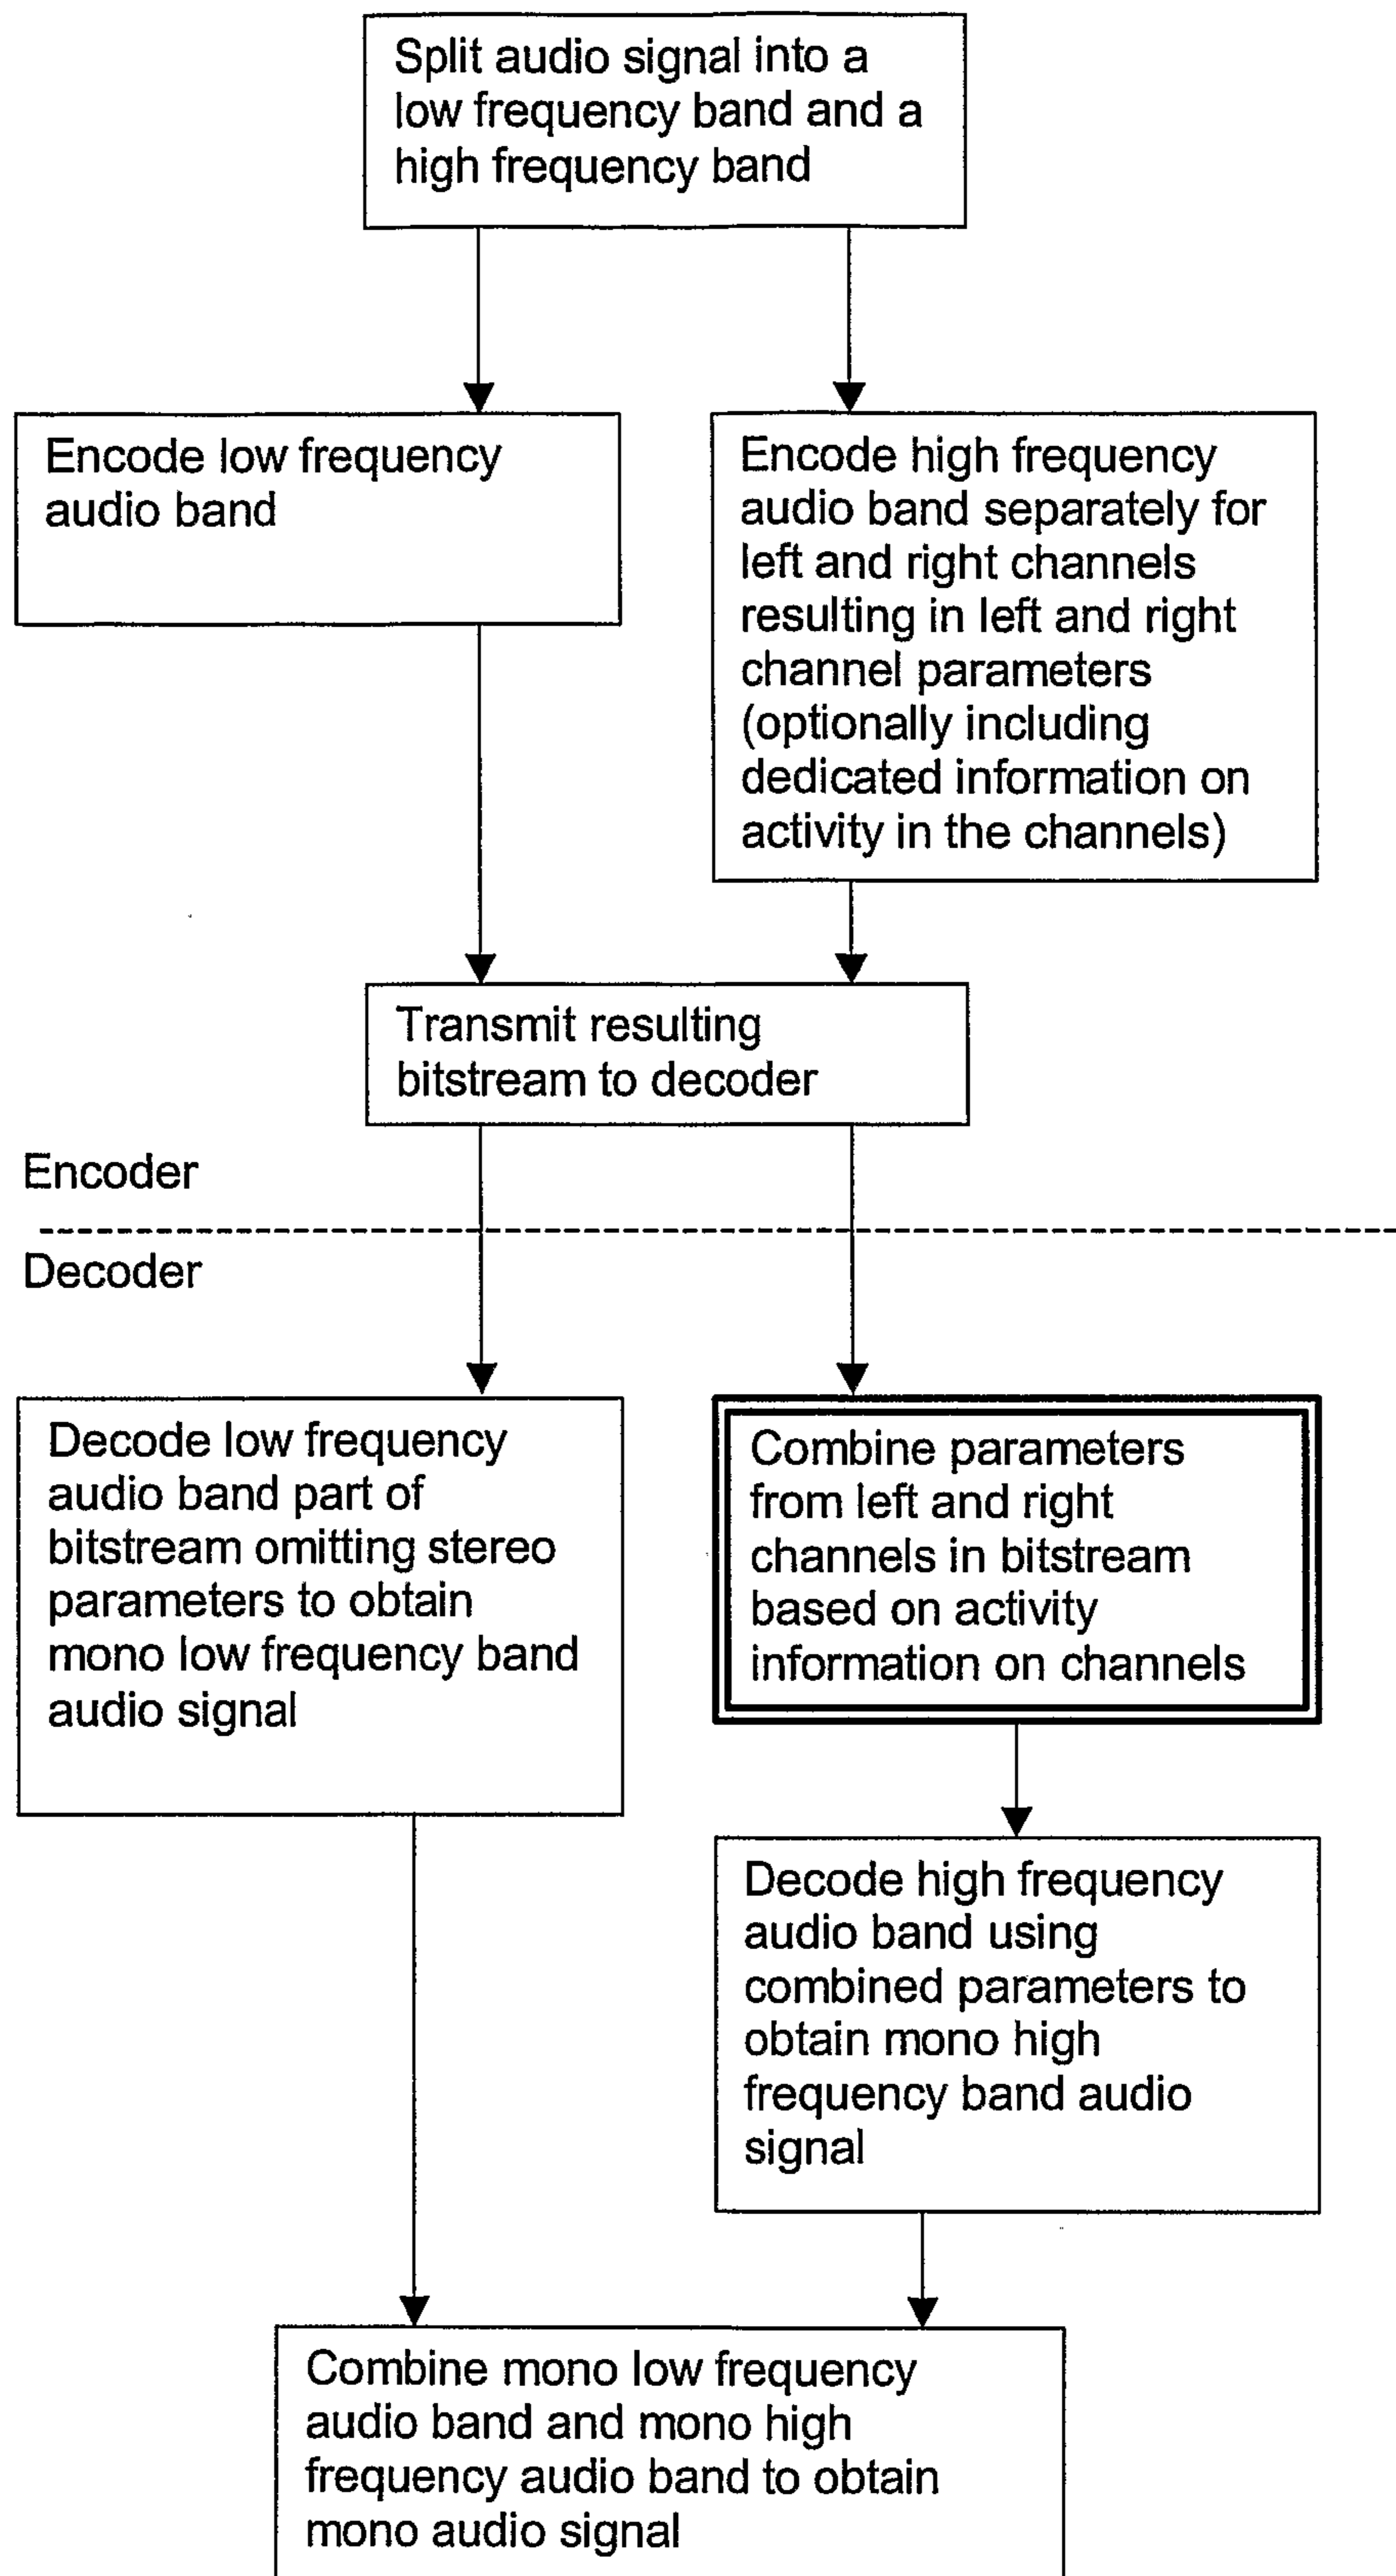 Split audio signal into a
low frequency band and a
high frequency band
Encode low frequency
audio band
Encode high frequency
audio band separately for
left and right channels
resulting in left and right
channel parameters
(optionally including
dedicated information on
activity in the channels)
Transmit resulting
bitstream to decoder
Encoder
Decoder
Decode low frequency
audio band part of
bitstream omitting stereo
parameters to obtain
mono low frequency band
audio signal
Combine parameters
from left and right
channels in bitstream
based on activity
information on channels
Decode high frequency
audio band using
combined parameters to
obtain mono high
frequency band audio
signal
Combine mono low frequency
audio band and mono high
frequency audio band to obtain
mono audio signal